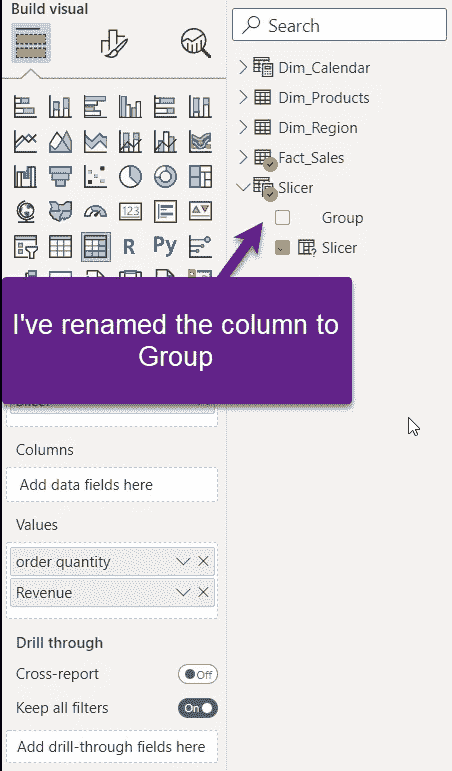 Build visual
Search
Dim_Calendar
Dim_Products
Dim_Region
Fact_Sales
Slicer
Group
Slicer
123
R
Py
I've renamed the column to
Group
Columns
Add data fields here
Values
order quantity
Revenue
Drill through
Cross-report
Off
Keep all filters
On
Add drill-through fields here